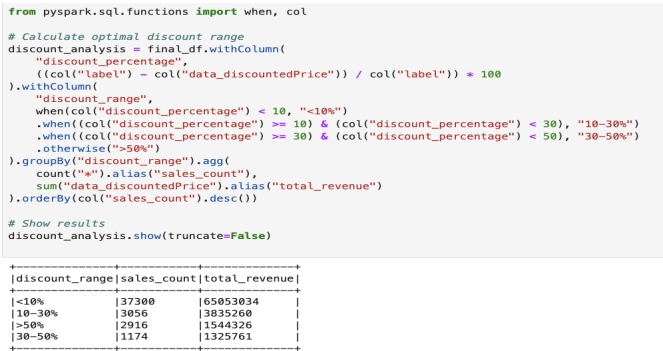 from pyspark.sql.functions import when, col
# Calculate optimal discount range
discount_analysis = final_df.withColumn(
    "discount_percentage",
    ((col("label") - col("data_discountedPrice")) / col("label")) * 100
).withColumn(
    "discount_range",
    when(col("discount_percentage") < 10, "<10%")
    .when((col("discount_percentage") >= 10) & (col("discount_percentage") < 30), "10-30%")
    .when((col("discount_percentage") >= 30) & (col("discount_percentage") < 50), "30-50%")
    .otherwise(">50%")
).groupBy("discount_range").agg(
    count("*").alias("sales_count"),
    sum("data_discountedPrice").alias("total_revenue")
).orderBy(col("sales_count").desc())
# Show results
discount_analysis.show(truncate=False)
+--------------+-----------+-------------+
|discount_range|sales_count|total_revenue|
+--------------+-----------+-------------+
|<10%          |37300      |65053034     |
|10-30%        |3056       |3835260      |
|>50%          |2916       |1544326      |
|30-50%        |1174       |1325761      |
+--------------+-----------+-------------+